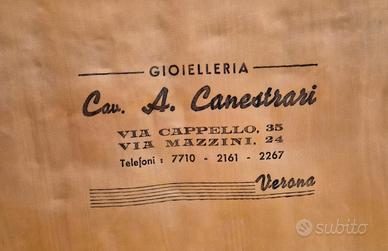 GIOIELLERIA
Cav. A. Canestrari
VIA CAPPELLO, 35
VIA MAZZINI, 24
Telefoni : 7710 - 2161 - 2267
Verona
subito